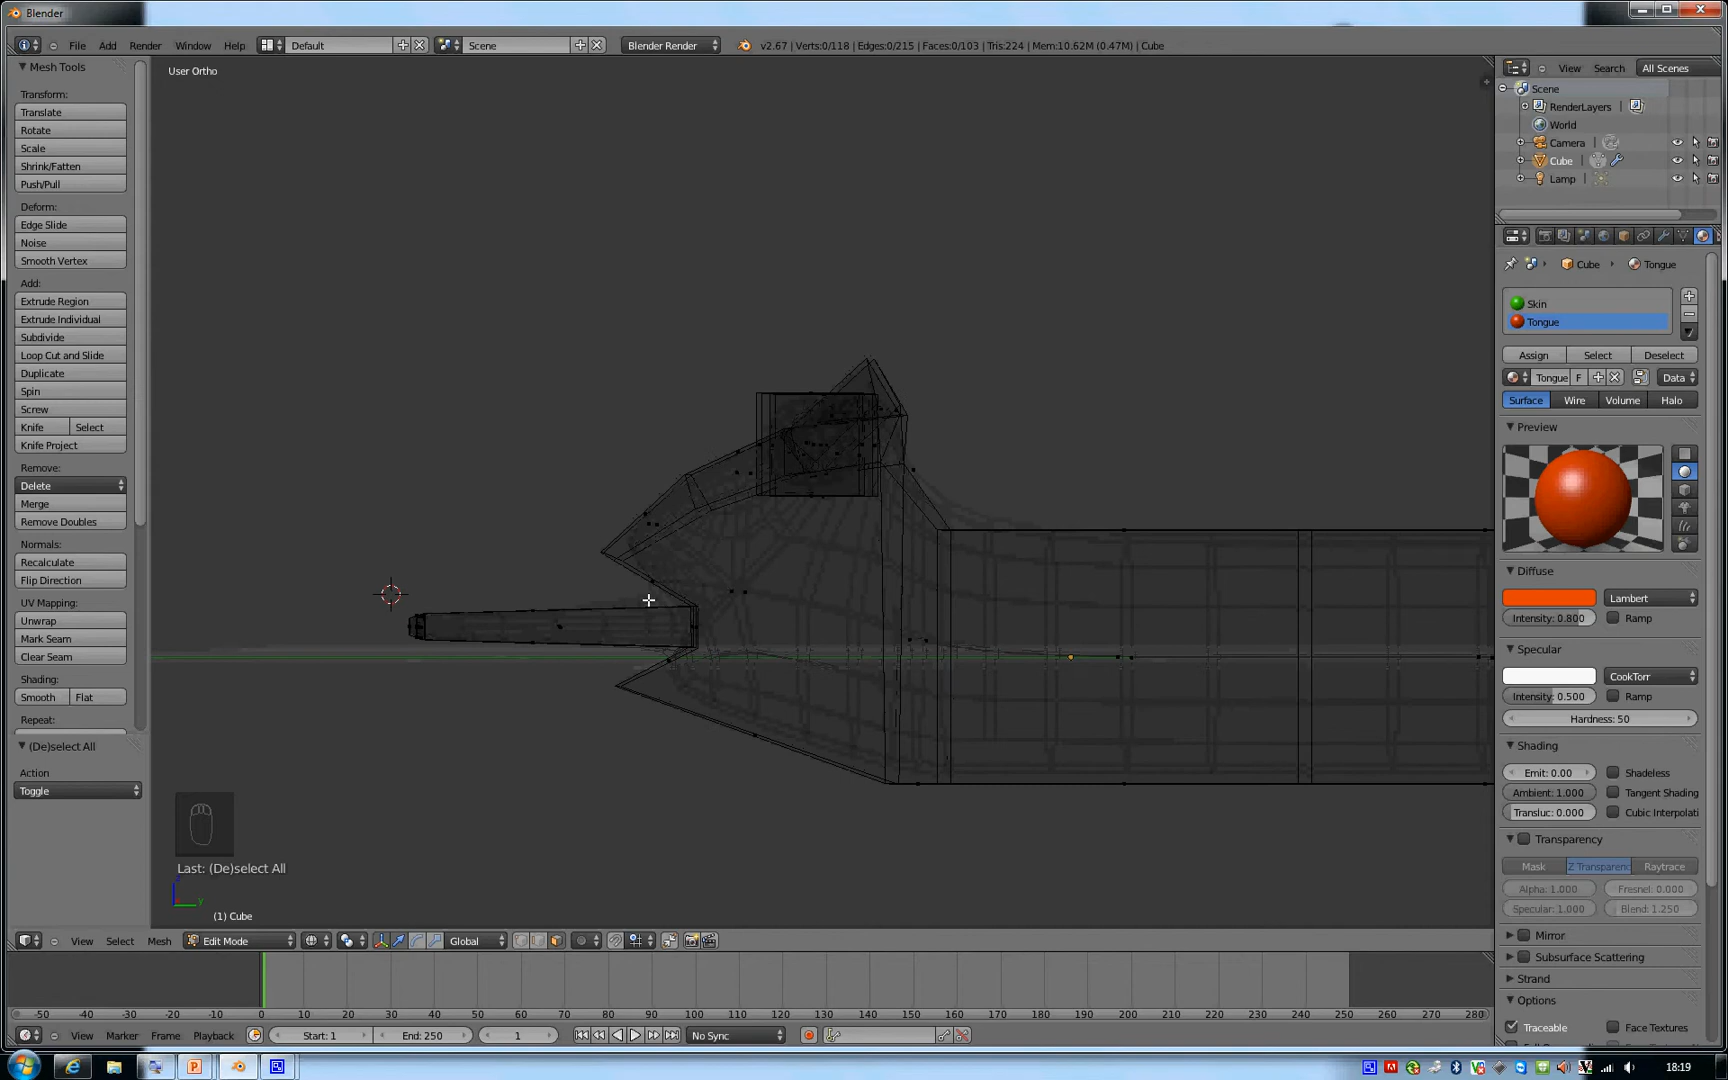 Blender
File Add Render Window Help
Default
Scene
Blender Render
v2.67 | Verts:0/118 | Edges:0/215 | Faces:0/103 | Tris:224 | Mem:10.62M (0.47M) | Cube
View Search All Scenes
Mesh Tools
Transform:
Translate
Rotate
Scale
Shrink/Fatten
Push/Pull
Deform:
Edge Slide
Noise
Smooth Vertex
Add:
Extrude Region
Extrude Individual
Subdivide
Loop Cut and Slide
Duplicate
Spin
Screw
Knife Select
Knife Project
Remove:
Delete
Merge
Remove Doubles
Normals:
Recalculate
Flip Direction
UV Mapping:
Unwrap
Mark Seam
Clear Seam
Shading:
Smooth Flat
Repeat:
(De)select All
Action
Toggle
User Ortho
Last: (De)select All
z
y
(1) Cube
View Select Mesh
Edit Mode
Global
Scene
RenderLayers
World
Camera
Cube
Lamp
Cube Tongue
Skin
Tongue
Assign Select Deselect
Tongue F Data
Surface Wire Volume Halo
Preview
Diffuse
Lambert
Intensity: 0.800 Ramp
Specular
CookTorr
Intensity: 0.500 Ramp
Hardness: 50
Shading
Emit: 0.00 Shadeless
Ambient: 1.000 Tangent Shading
Transluc: 0.000 Cubic Interpolati
Transparency
Mask Z Transparenc Raytrace
Alpha: 1.000 Fresnel: 0.000
Specular: 1.000 Blend: 1.250
Mirror
Subsurface Scattering
Strand
Options
Traceable Face Textures
-50 -40 -30 -20 -10 0 10 20 30 40 50 60 70 80 90 100 110 120 130 140 150 160 170 180 190 200 210 220 230 240 250 260 270 280
View Marker Frame Playback
Start: 1
End: 250
1
No Sync
18:19